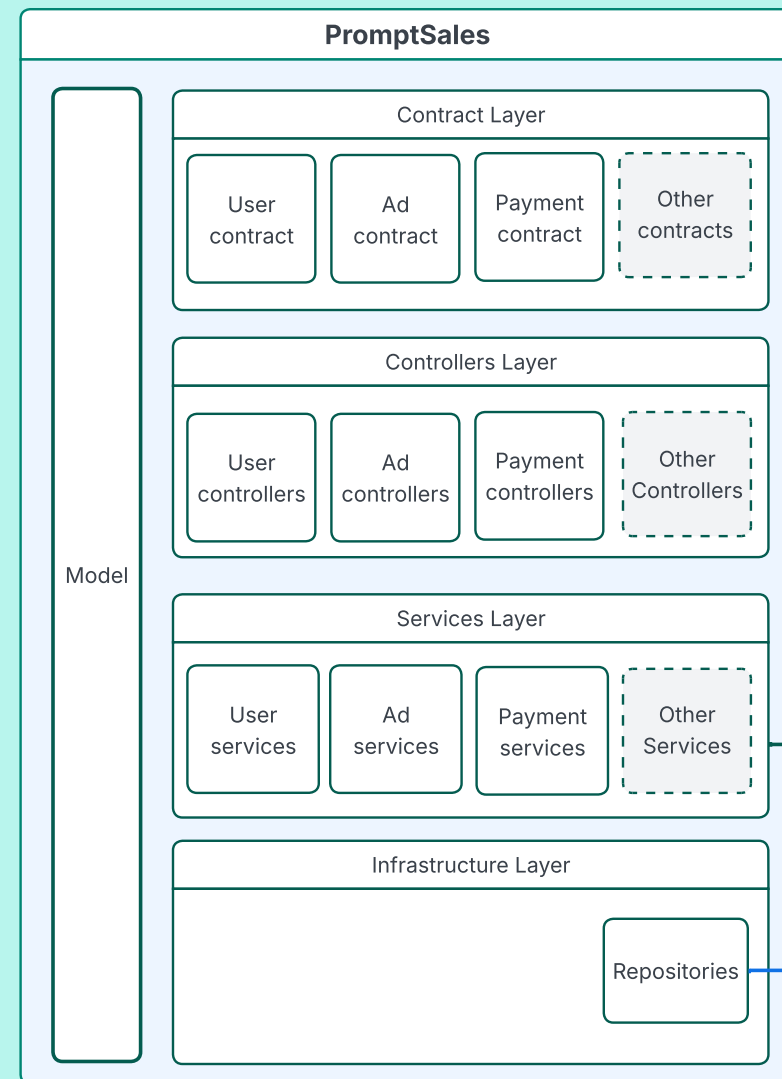 PromptSales
Model
Contract Layer
User
contract
Ad
contract
Payment
contract
Other
contracts
Controllers Layer
User
controllers
Ad
controllers
Payment
controllers
Other
Controllers
Services Layer
User
services
Ad
services
Payment
services
Other
Services
Infrastructure Layer
Repositories